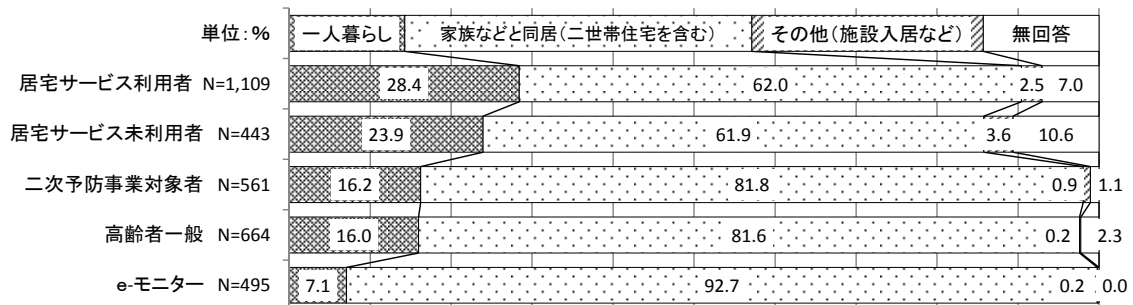 単位：％ 一人暮らし 家族などと同居（二世帯住宅を含む） その他（施設入居など） 無回答
居宅サービス利用者 N=1,109 28.4 62.0 2.5 7.0
居宅サービス未利用者 N=443 23.9 61.9 3.6 10.6
二次予防事業対象者 N=561 16.2 81.8 0.9 1.1
高齢者一般 N=664 16.0 81.6 0.2 2.3
e-モニター N=495 7.1 92.7 0.2 0.0